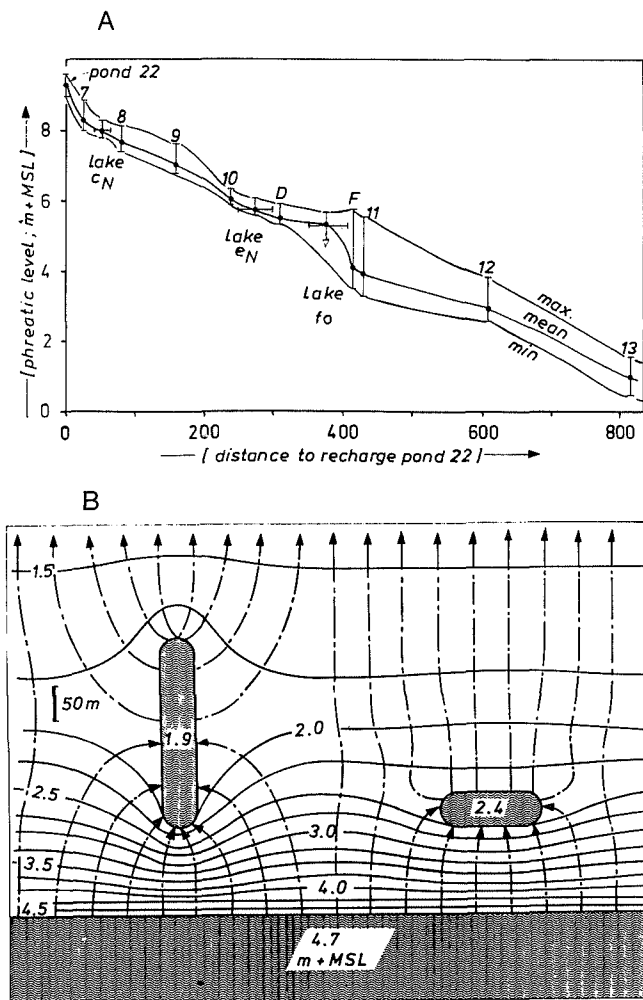 A
[phreatic level; m+MSL]
8
6
4
2
0
pond 22
7
8
9
lake CN
10
D
lake eN
F
11
Lake fo
12
13
max.
mean
min
0
200
400
600
800
[distance to recharge pond 22]
B
1.5
50m
1.9
2.0
2.5
2.4
3.0
3.5
4.0
4.5
4.7
m+MSL